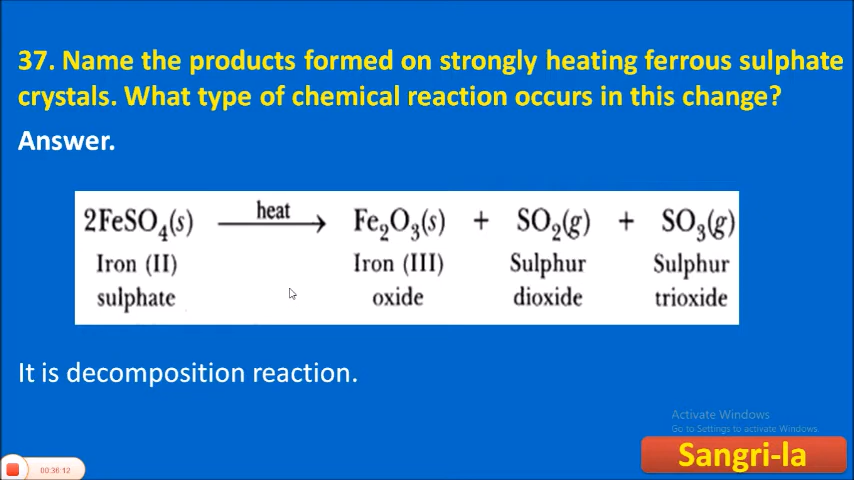 37. Name the products formed on strongly heating ferrous sulphate
crystals. What type of chemical reaction occurs in this change?
Answer.
2FeSO₄(s) heat → Fe₂O₃(s) + SO₂(g) + SO₃(g)
Iron (II) Iron (III) Sulphur Sulphur
sulphate oxide dioxide trioxide
It is decomposition reaction.
Activate Windows
Go to Settings to activate Windows.
Sangri-la
00:36:12